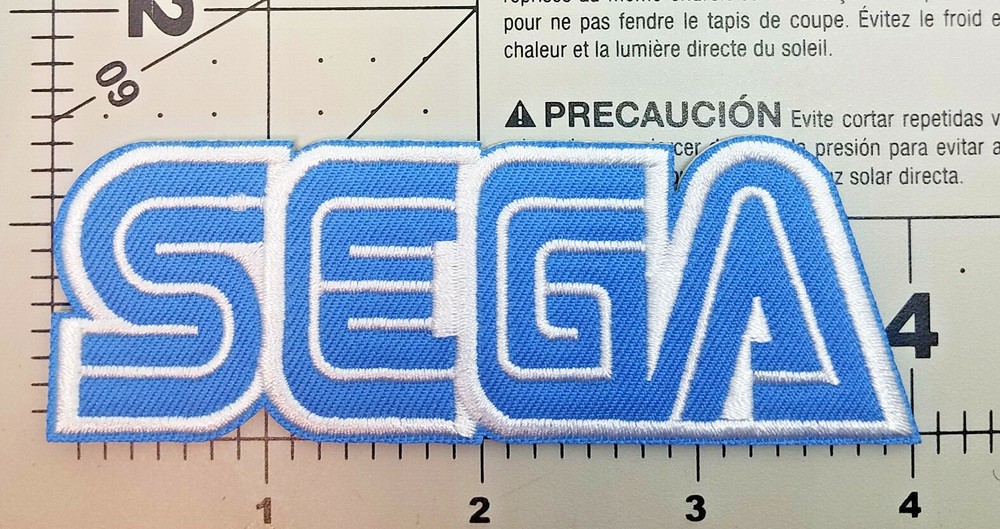 pour ne pas fendre le tapis de coupe. Évitez le froid e
chaleur et la lumière directe du soleil.
⚠ PRECAUCIÓN Evite cortar repetidas v
presión para evitar a
z solar directa.
2
60
SEGA
4
1 2 3 4